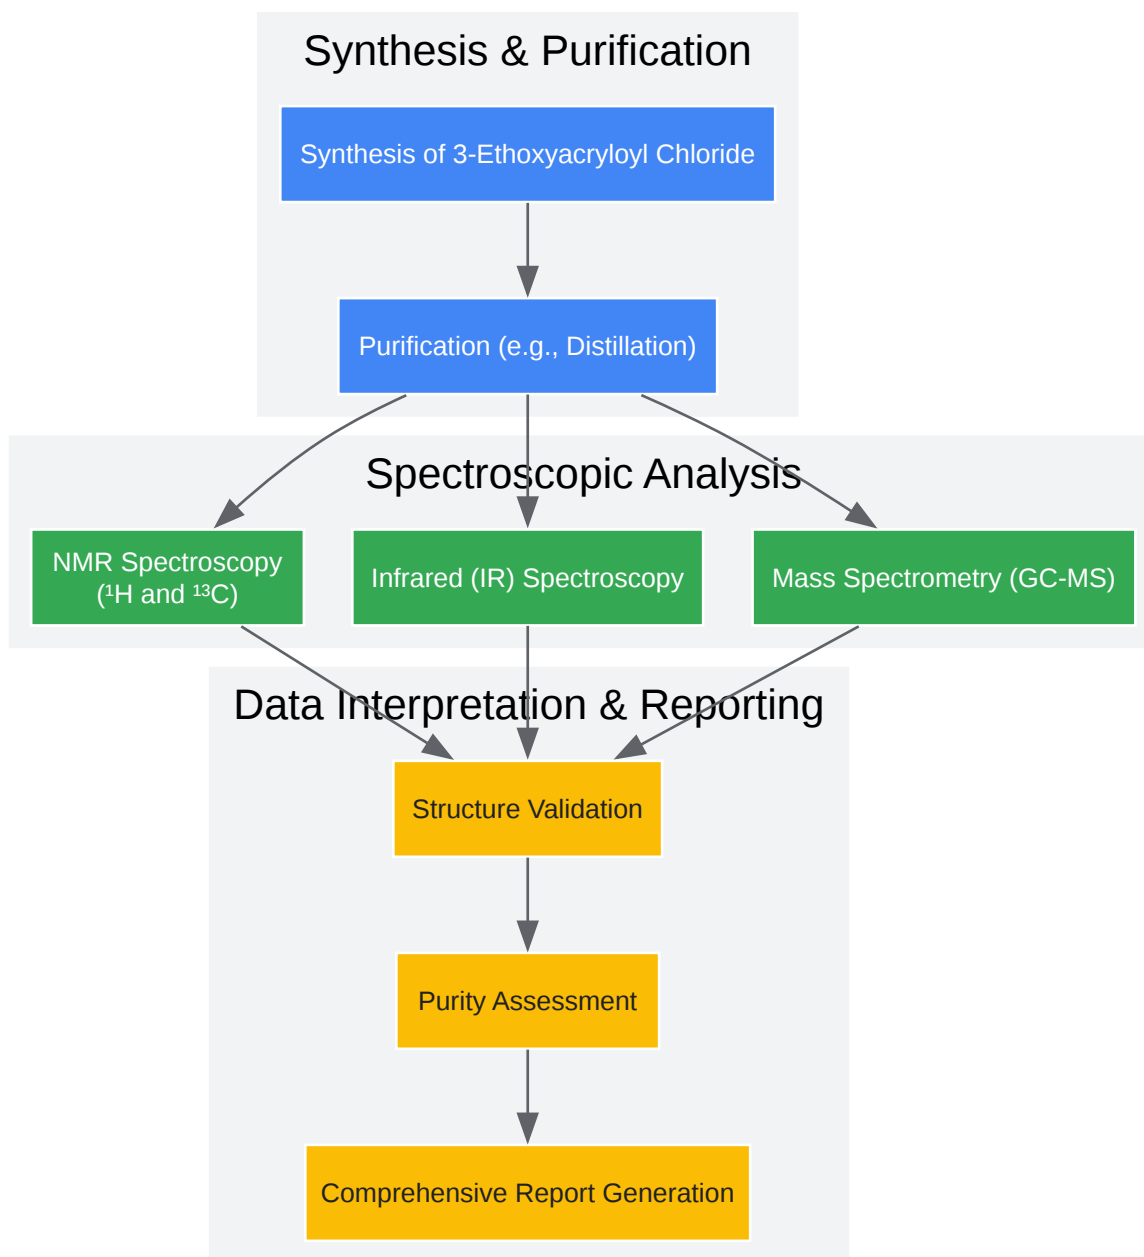 Synthesis & Purification
Synthesis of 3-Ethoxyacryloyl Chloride
Purification (e.g., Distillation)
Spectroscopic Analysis
NMR Spectroscopy
(¹H and ¹³C)
Infrared (IR) Spectroscopy
Mass Spectrometry (GC-MS)
Data Interpretation & Reporting
Structure Validation
Purity Assessment
Comprehensive Report Generation